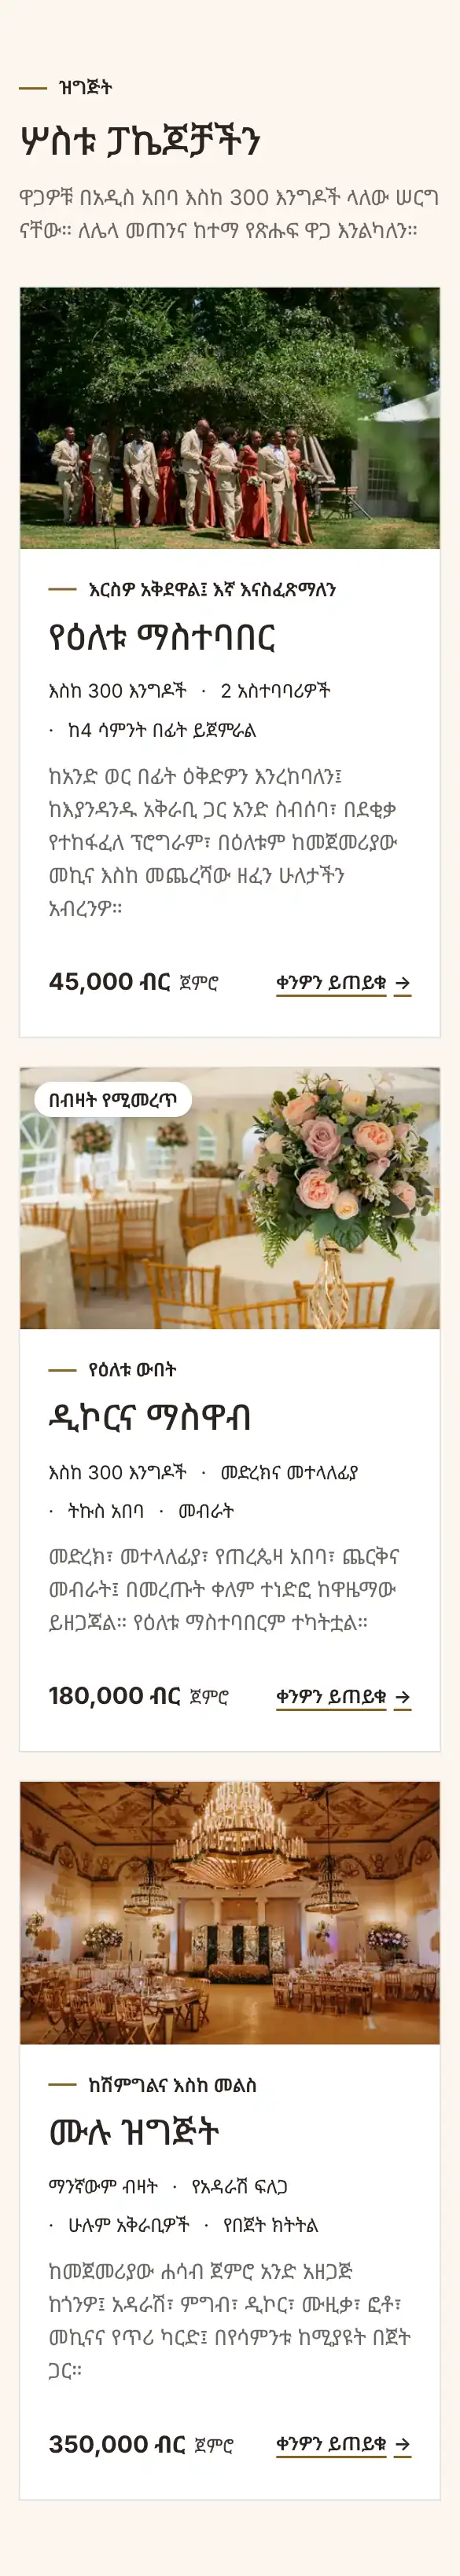 ዝግጅት
ሦስቱ ፓኬጆቻችን
ዋጋዎቹ በአዲስ አበባ እስከ 300 እንግዶች ላለው ሠርግ
ናቸው። ለሌላ መጠንና ከተማ የጽሑፍ ዋጋ እንልካለን።
እርስዎ አቅደዋል፤ እኛ እናስፈጽማለን
የዕለቱ ማስተባበር
እስከ 300 እንግዶች · 2 አስተባባሪዎች
· ከ4 ሳምንት በፊት ይጀምራል
ከአንድ ወር በፊት ዕቅድዎን እንረከባለን፤
ከእያንዳንዱ አቅራቢ ጋር አንድ ስብሰባ፣ በደቂቃ
የተከፋፈለ ፕሮግራም፣ በዕለቱም ከመጀመሪያው
መኪና እስከ መጨረሻው ዘፈን ሁለታችን
አብረንዎ።
45,000 ብር ጀምሮ ቀንዎን ይጠይቁ →
በብዛት የሚመረጥ
የዕለቱ ውበት
ዲኮርና ማስዋብ
እስከ 300 እንግዶች · መድረክና መተላለፊያ
· ትኩስ አበባ · መብራት
መድረክ፣ መተላለፊያ፣ የጠረጴዛ አበባ፣ ጨርቅና
መብራት፤ በመረጡት ቀለም ተነድፎ ከዋዜማው
ይዘጋጃል። የዕለቱ ማስተባበርም ተካትቷል።
180,000 ብር ጀምሮ ቀንዎን ይጠይቁ →
ከሽምግልና እስከ መልስ
ሙሉ ዝግጅት
ማንኛውም ብዛት · የአዳራሽ ፍለጋ
· ሁሉም አቅራቢዎች · የበጀት ክትትል
ከመጀመሪያው ሐሳብ ጀምሮ አንድ አዘጋጅ
ከጎንዎ፤ አዳራሽ፣ ምግብ፣ ዲኮር፣ ሙዚቃ፣ ፎቶ፣
መኪናና የጥሪ ካርድ፤ በየሳምንቱ ከሚያዩት በጀት
ጋር።
350,000 ብር ጀምሮ ቀንዎን ይጠይቁ →